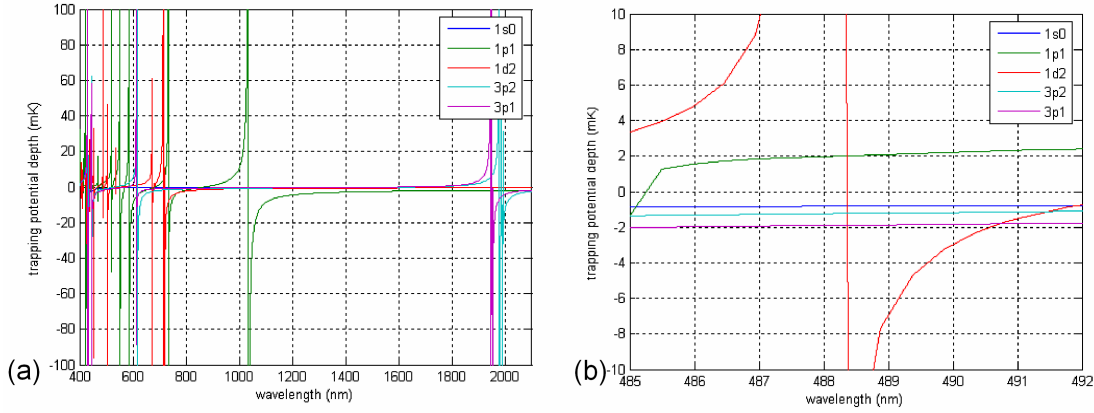 100
80
60
40
20
0
-20
-40
-60
-80
-100
400
600
800
1000
1200
1400
1600
1800
2000
trapping potential depth (mK)
wavelength (nm)
1s0
1p1
1d2
3p2
3p1
(a)
10
8
6
4
2
0
-2
-4
-6
-8
-10
485
486
487
488
489
490
491
492
trapping potential depth (mK)
wavelength (nm)
1s0
1p1
1d2
3p2
3p1
(b)